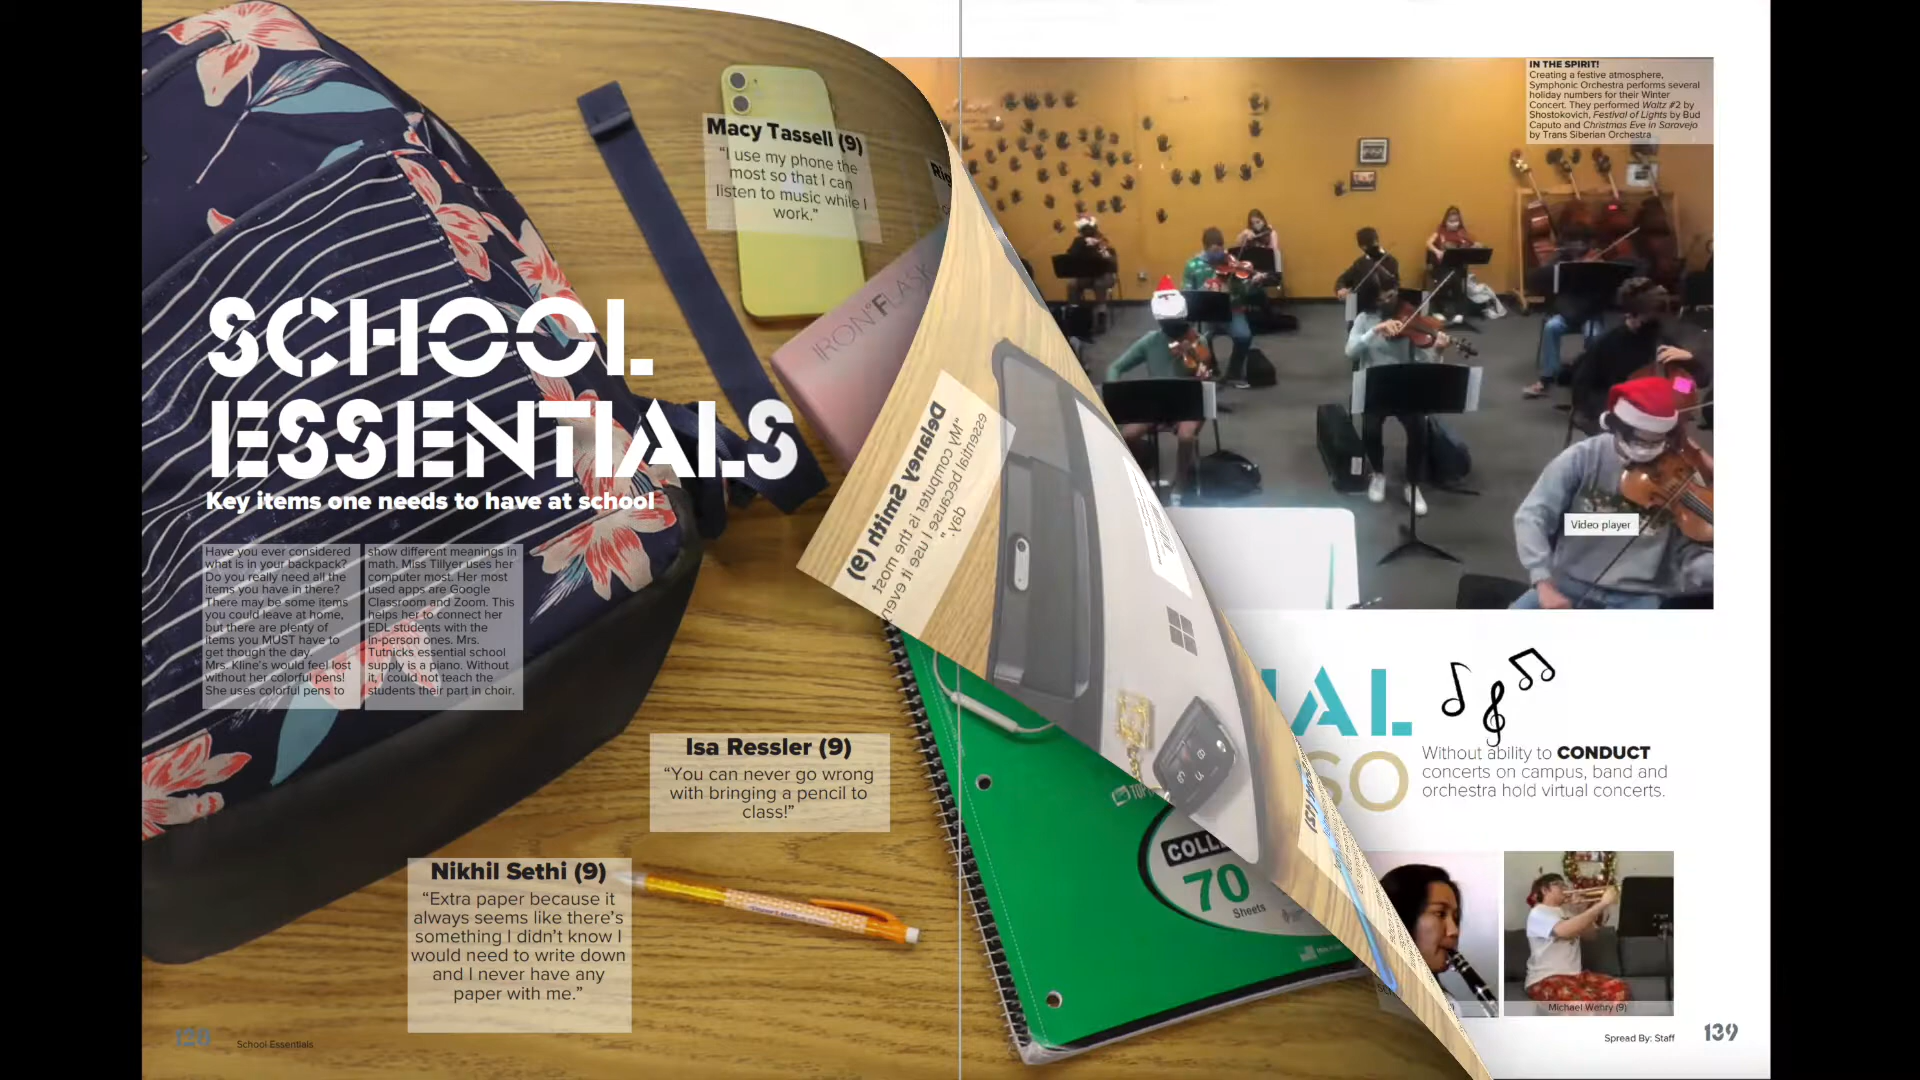 Macy Tassell (9)
“I use my phone the
most so that I can
listen to music while I
work.”
IRON°FLASK
SCHOOL
ESSENTIALS
Key items one needs to have at school
Have you ever considered
what is in your backpack?
Do you really need all the
items you have in there?
There may be some items
you could leave at home,
but there are plenty of
items you MUST have to
get though the day.
Mrs. Kline's would feel lost
without her colorful pens!
She uses colorful pens to
show different meanings in
math. Miss Tillyer uses her
computer most. Her most
used apps are Google
Classroom and Zoom. This
helps her to connect her
EDL students with the
in-person ones. Mrs.
Tutnick's essential school
supply is a piano. Without
it, I could not teach the
students their part in choir.
Isa Ressler (9)
“You can never go wrong
with bringing a pencil to
class!”
Nikhil Sethi (9)
“Extra paper because it
always seems like there's
something I didn't know I
would need to write down
and I never have any
paper with me.”
School Essentials
Delaney Smith (9)
“My computer is the most
essential because I use it every
day.”
70
Sheets
IN THE SPIRIT!
Creating a festive atmosphere,
Symphonic Orchestra performs several
holiday numbers for their Winter
Concert. They performed Waltz #2 by
Shostokovich, Festival of Lights by Bud
Caputo and Christmas Eve in Saravejo
by Trans Siberian Orchestra
Video player
IAL
SO
Without ability to CONDUCT
concerts on campus, band and
orchestra hold virtual concerts.
Michael Wehry (9)
Spread By: Staff
139